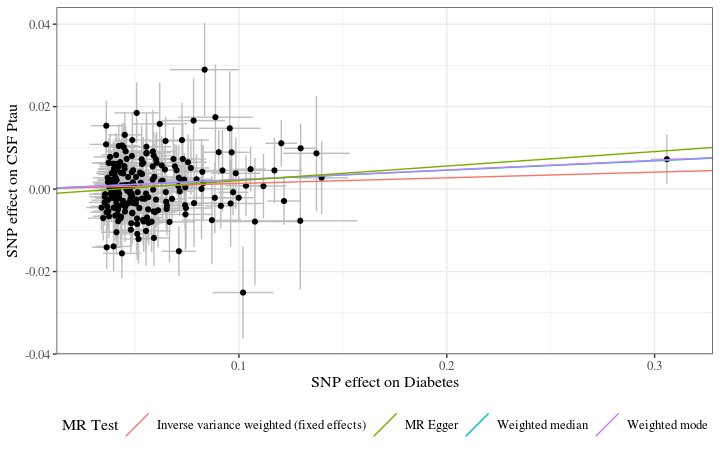 0.04
0.02
0.00
-0.02
-0.04
SNP effect on CSF Ptau
0.1 0.2 0.3
SNP effect on Diabetes
MR Test Inverse variance weighted (fixed effects) MR Egger Weighted median Weighted mode